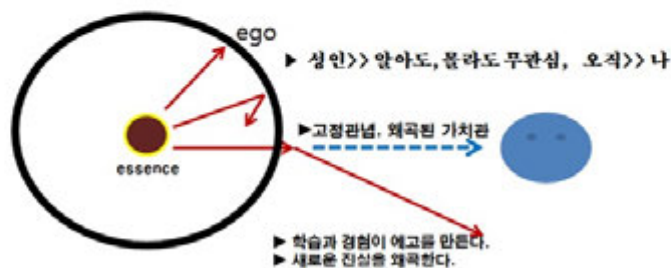 ego
▶ 성인>> 알아도, 몰라도 무관심, 오직>> 나
▶고정관념, 왜곡된 가치관
essence
▶ 학습과 경험이 에고를 만든다.
▶ 새로운 진실을 왜곡한다.